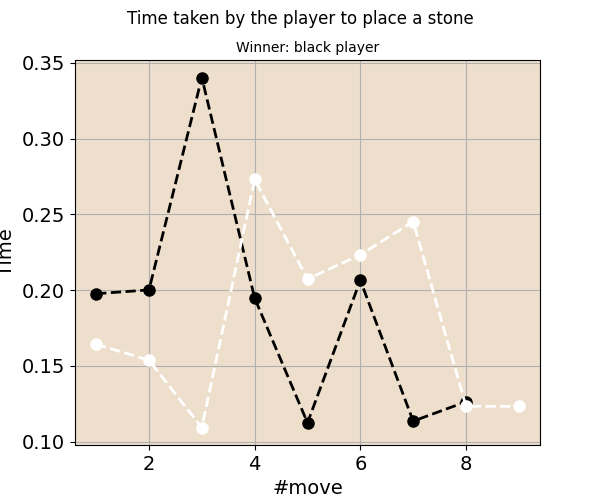 Time taken by the player to place a stone
Winner: black player
0.35
0.30
0.25
0.20
0.15
0.10
Time
2 4 6 8
#move